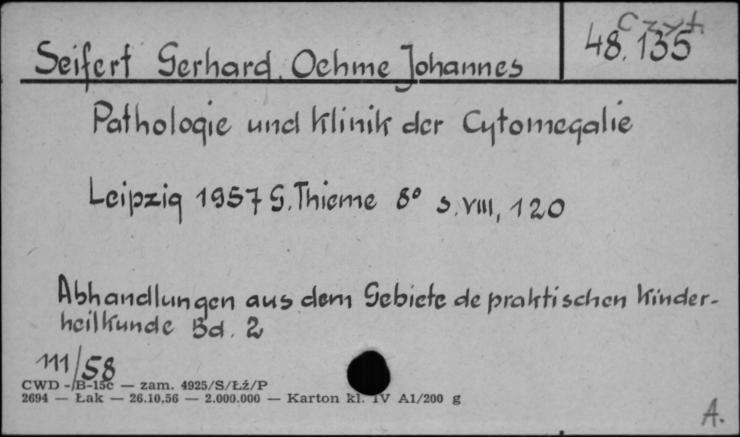 Czyt
48.135
Seifert Gerhard, Oehme Johannes
Pathologie und Klinik der Cytomegalie
Leipzig 1957 G. Thieme 8° s. VIII, 120
Abhandlungen aus dem Gebiete de praktischen Kinder-
heilkunde Bd. 2
111/58
CWD - B-15c — zam. 4925/S/Łź/P
2694 — Łak — 26.10.56 — 2.000.000 — Karton kl. IV A1/200 g
A.